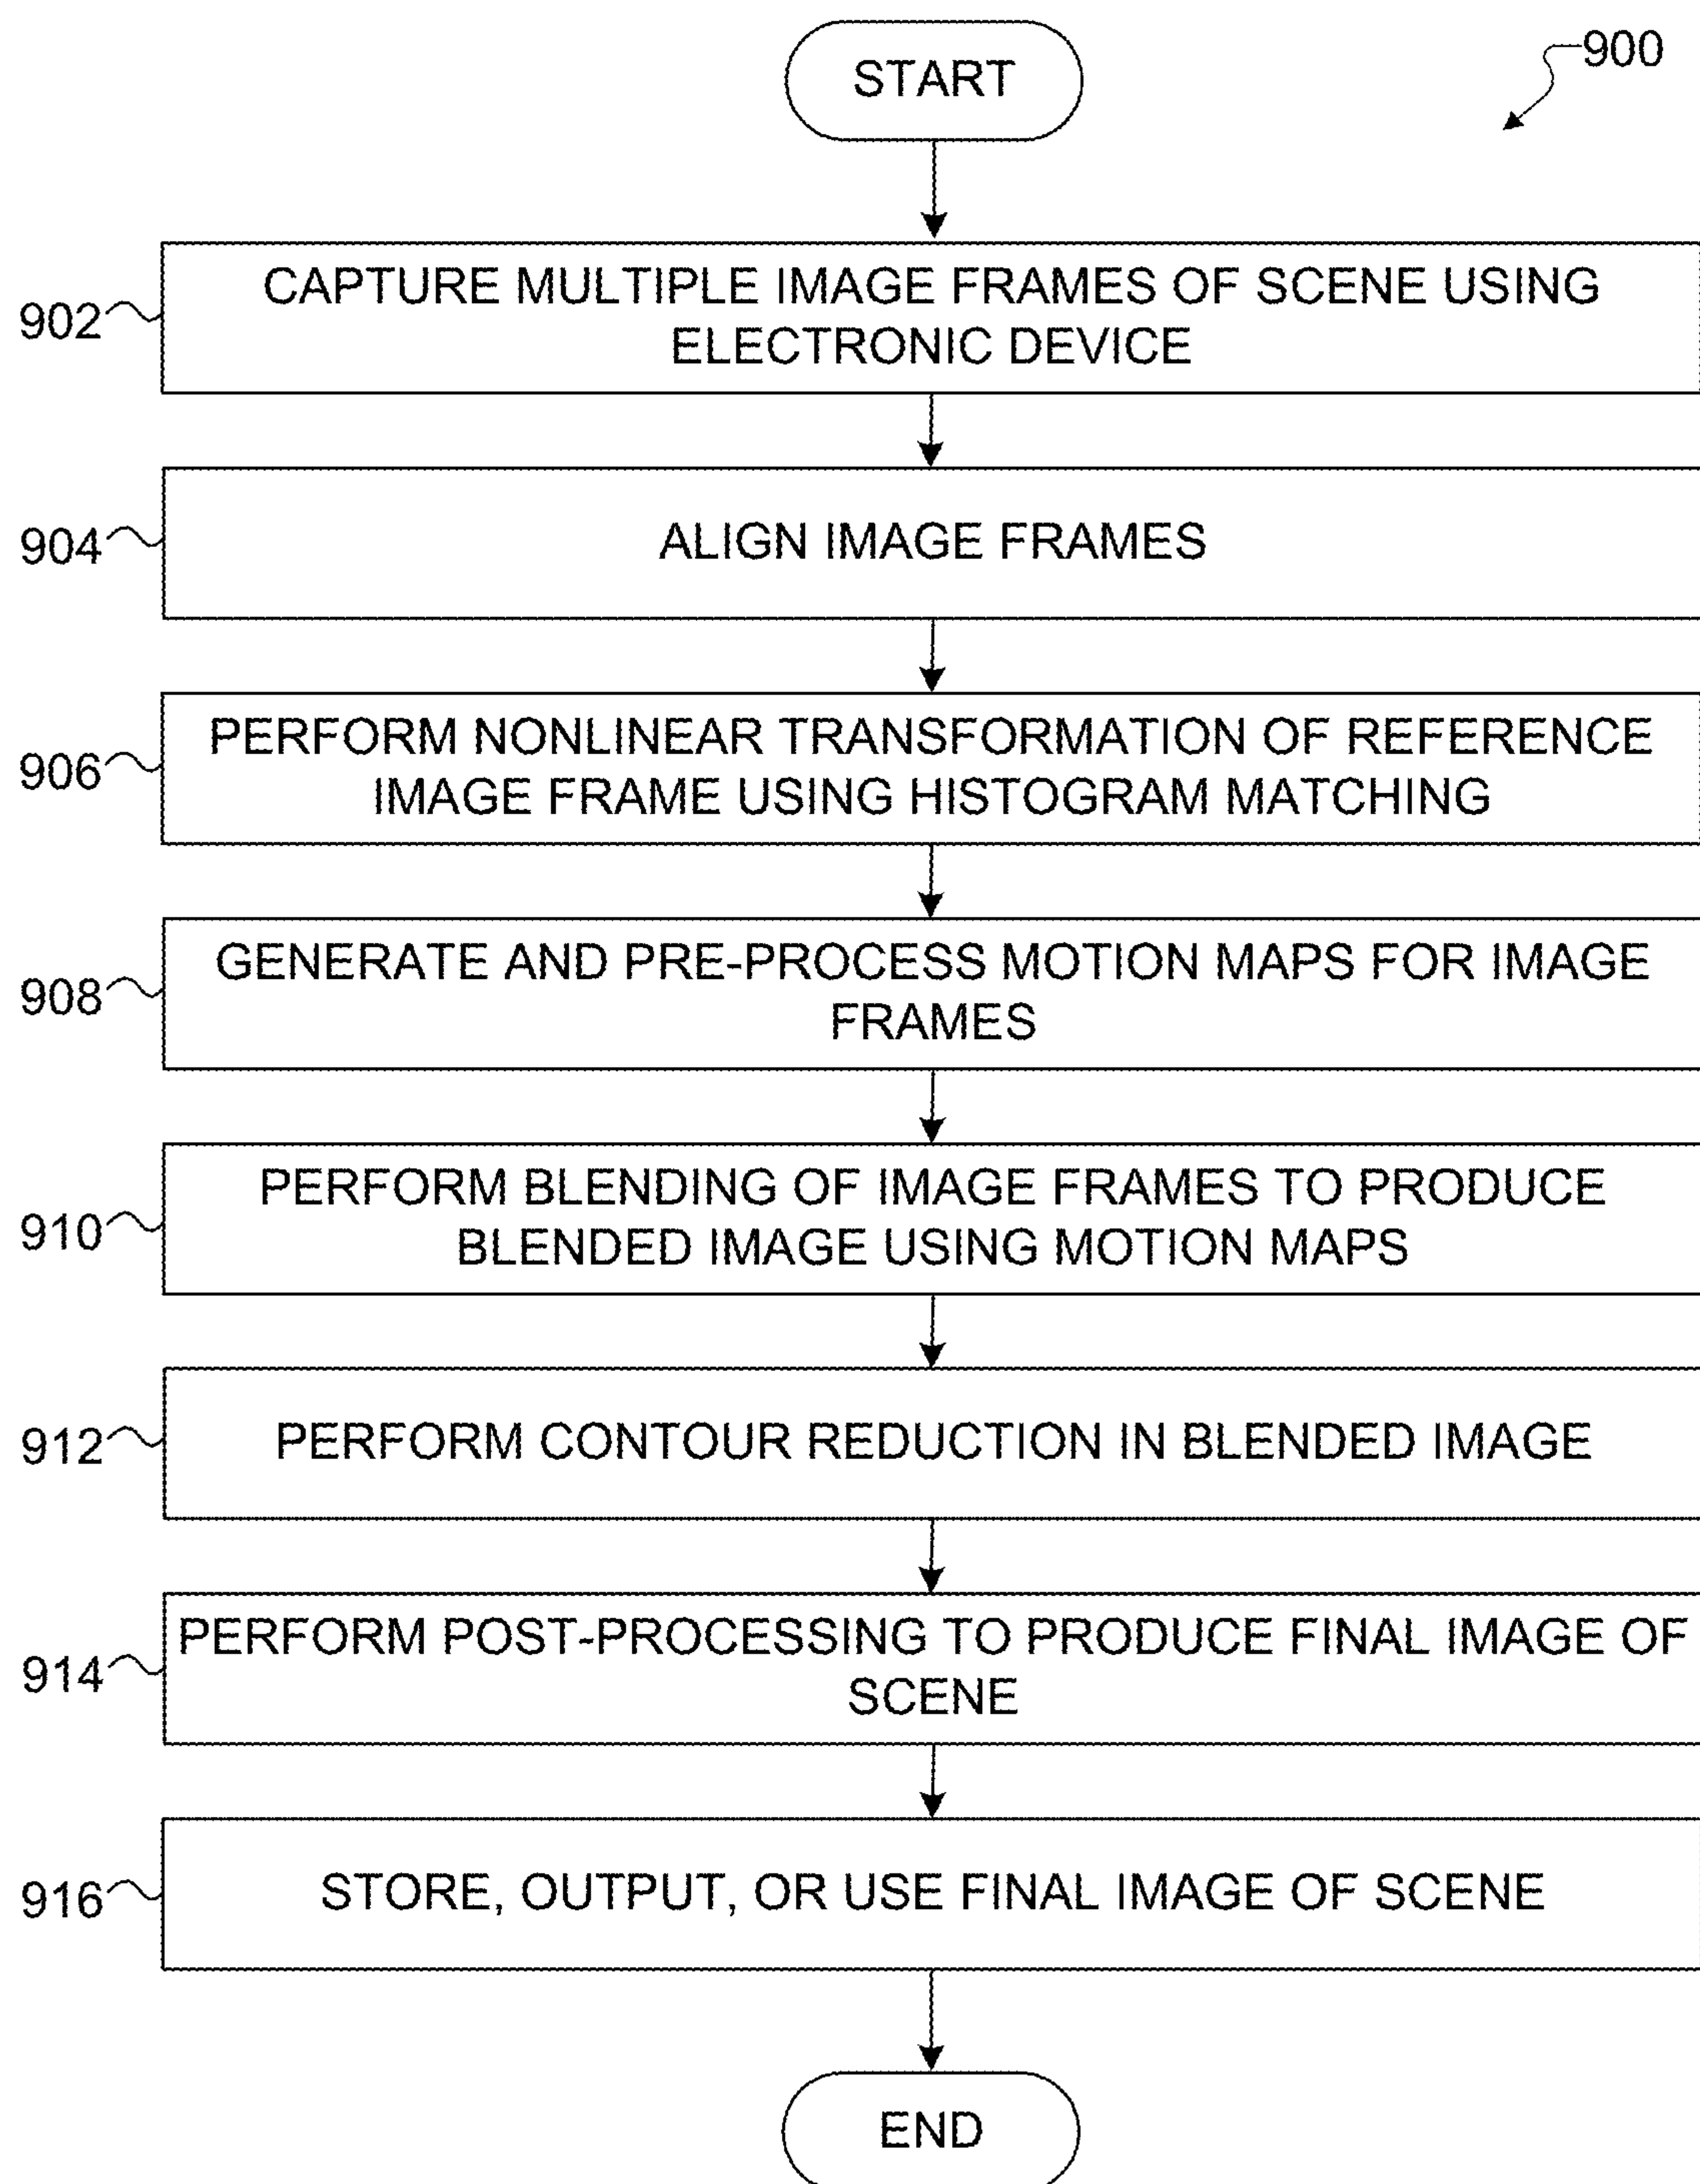 START
900
CAPTURE MULTIPLE IMAGE FRAMES OF SCENE USING
ELECTRONIC DEVICE
902
ALIGN IMAGE FRAMES
904
PERFORM NONLINEAR TRANSFORMATION OF REFERENCE
IMAGE FRAME USING HISTOGRAM MATCHING
906
GENERATE AND PRE-PROCESS MOTION MAPS FOR IMAGE
FRAMES
908
PERFORM BLENDING OF IMAGE FRAMES TO PRODUCE
BLENDED IMAGE USING MOTION MAPS
910
PERFORM CONTOUR REDUCTION IN BLENDED IMAGE
912
PERFORM POST-PROCESSING TO PRODUCE FINAL IMAGE OF
SCENE
914
STORE, OUTPUT, OR USE FINAL IMAGE OF SCENE
916
END